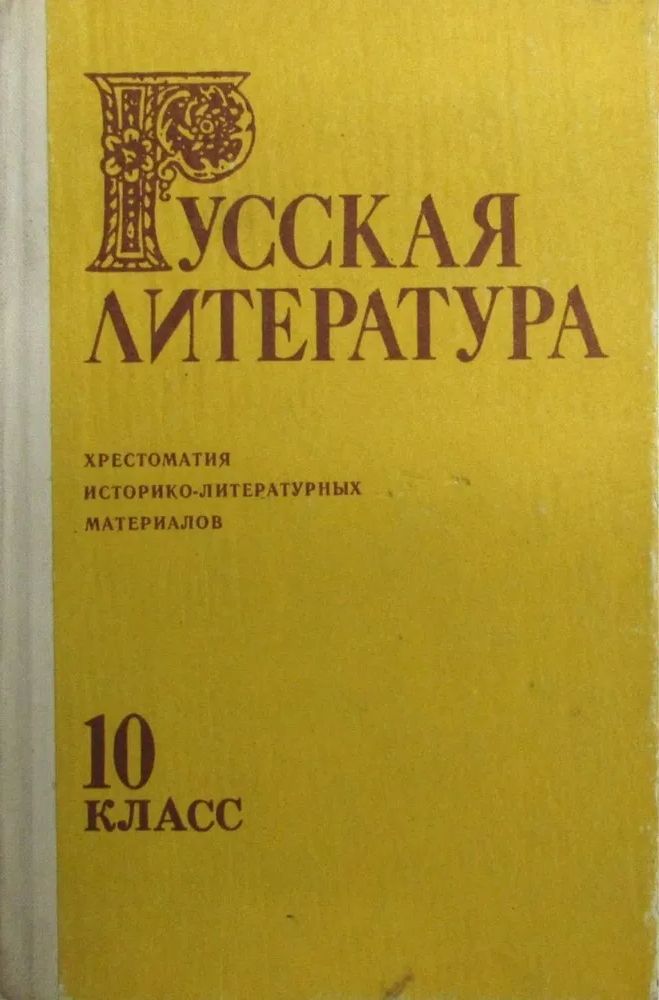 РУССКАЯ
ЛИТЕРАТУРА
ХРЕСТОМАТИЯ
ИСТОРИКО-ЛИТЕРАТУРНЫХ
МАТЕРИАЛОВ
10
КЛАСС